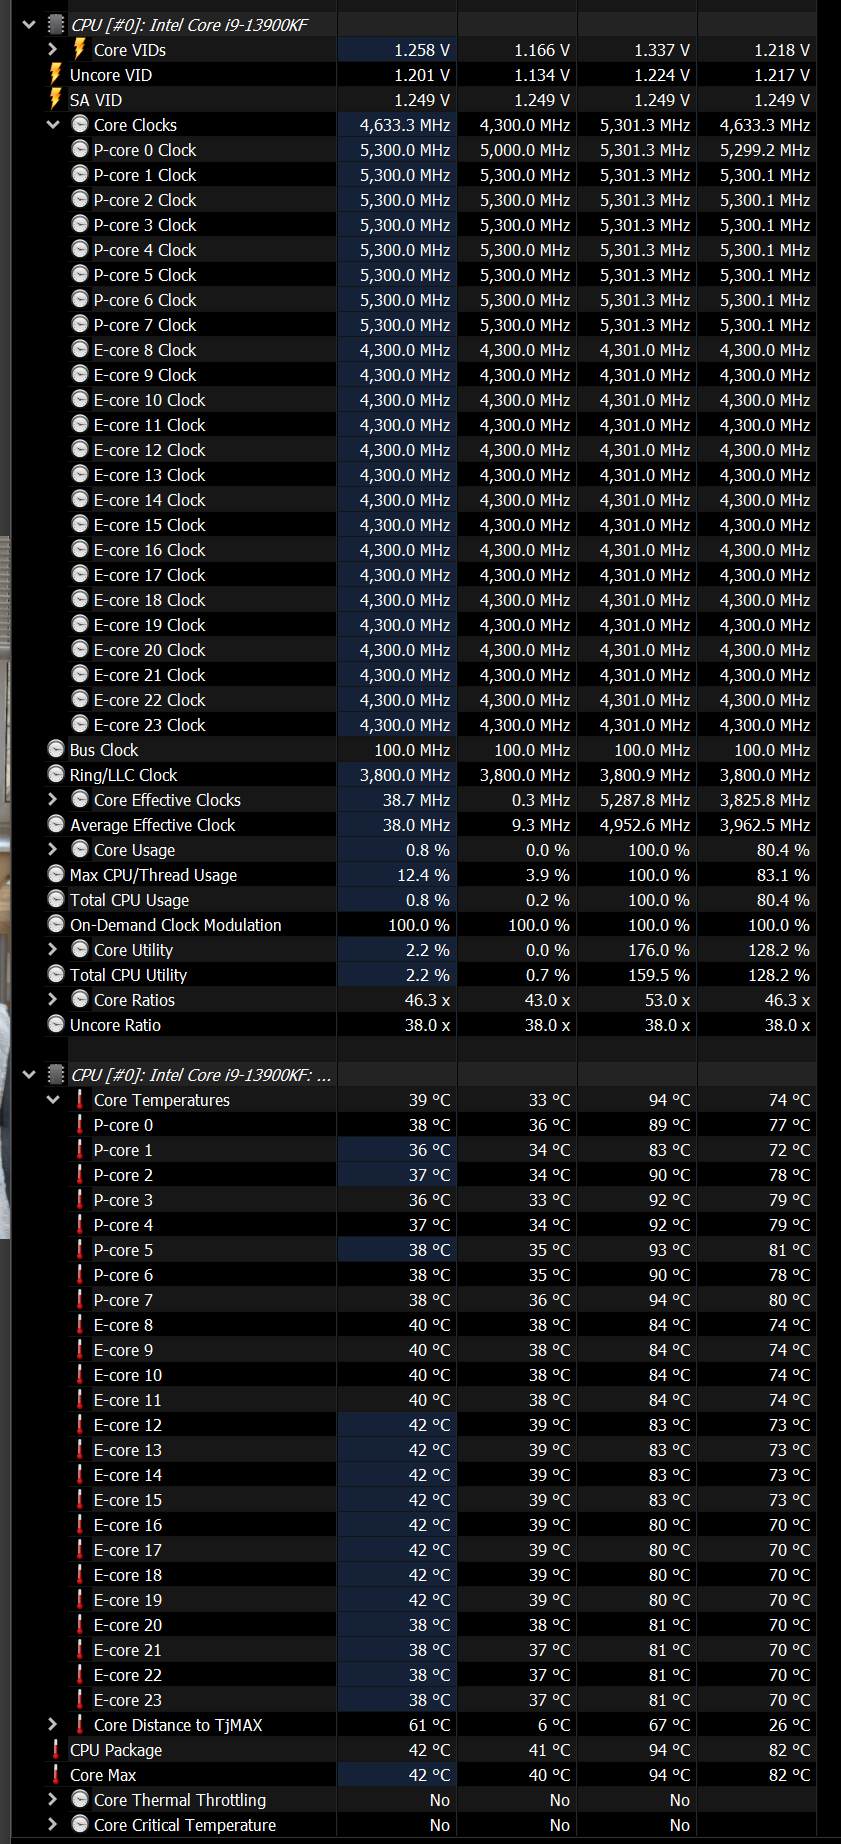 CPU [#0]: Intel Core i9-13900KF
Core VIDs 1.258 V 1.166 V 1.337 V 1.218 V
Uncore VID 1.201 V 1.134 V 1.224 V 1.217 V
SA VID 1.249 V 1.249 V 1.249 V 1.249 V
Core Clocks 4,633.3 MHz 4,300.0 MHz 5,301.3 MHz 4,633.3 MHz
P-core 0 Clock 5,300.0 MHz 5,000.0 MHz 5,301.3 MHz 5,299.2 MHz
P-core 1 Clock 5,300.0 MHz 5,300.0 MHz 5,301.3 MHz 5,300.1 MHz
P-core 2 Clock 5,300.0 MHz 5,300.0 MHz 5,301.3 MHz 5,300.1 MHz
P-core 3 Clock 5,300.0 MHz 5,300.0 MHz 5,301.3 MHz 5,300.1 MHz
P-core 4 Clock 5,300.0 MHz 5,300.0 MHz 5,301.3 MHz 5,300.1 MHz
P-core 5 Clock 5,300.0 MHz 5,300.0 MHz 5,301.3 MHz 5,300.1 MHz
P-core 6 Clock 5,300.0 MHz 5,300.0 MHz 5,301.3 MHz 5,300.1 MHz
P-core 7 Clock 5,300.0 MHz 5,300.0 MHz 5,301.3 MHz 5,300.1 MHz
E-core 8 Clock 4,300.0 MHz 4,300.0 MHz 4,301.0 MHz 4,300.0 MHz
E-core 9 Clock 4,300.0 MHz 4,300.0 MHz 4,301.0 MHz 4,300.0 MHz
E-core 10 Clock 4,300.0 MHz 4,300.0 MHz 4,301.0 MHz 4,300.0 MHz
E-core 11 Clock 4,300.0 MHz 4,300.0 MHz 4,301.0 MHz 4,300.0 MHz
E-core 12 Clock 4,300.0 MHz 4,300.0 MHz 4,301.0 MHz 4,300.0 MHz
E-core 13 Clock 4,300.0 MHz 4,300.0 MHz 4,301.0 MHz 4,300.0 MHz
E-core 14 Clock 4,300.0 MHz 4,300.0 MHz 4,301.0 MHz 4,300.0 MHz
E-core 15 Clock 4,300.0 MHz 4,300.0 MHz 4,301.0 MHz 4,300.0 MHz
E-core 16 Clock 4,300.0 MHz 4,300.0 MHz 4,301.0 MHz 4,300.0 MHz
E-core 17 Clock 4,300.0 MHz 4,300.0 MHz 4,301.0 MHz 4,300.0 MHz
E-core 18 Clock 4,300.0 MHz 4,300.0 MHz 4,301.0 MHz 4,300.0 MHz
E-core 19 Clock 4,300.0 MHz 4,300.0 MHz 4,301.0 MHz 4,300.0 MHz
E-core 20 Clock 4,300.0 MHz 4,300.0 MHz 4,301.0 MHz 4,300.0 MHz
E-core 21 Clock 4,300.0 MHz 4,300.0 MHz 4,301.0 MHz 4,300.0 MHz
E-core 22 Clock 4,300.0 MHz 4,300.0 MHz 4,301.0 MHz 4,300.0 MHz
E-core 23 Clock 4,300.0 MHz 4,300.0 MHz 4,301.0 MHz 4,300.0 MHz
Bus Clock 100.0 MHz 100.0 MHz 100.0 MHz 100.0 MHz
Ring/LLC Clock 3,800.0 MHz 3,800.0 MHz 3,800.9 MHz 3,800.0 MHz
Core Effective Clocks 38.7 MHz 0.3 MHz 5,287.8 MHz 3,825.8 MHz
Average Effective Clock 38.0 MHz 9.3 MHz 4,952.6 MHz 3,962.5 MHz
Core Usage 0.8 % 0.0 % 100.0 % 80.4 %
Max CPU/Thread Usage 12.4 % 3.9 % 100.0 % 83.1 %
Total CPU Usage 0.8 % 0.2 % 100.0 % 80.4 %
On-Demand Clock Modulation 100.0 % 100.0 % 100.0 % 100.0 %
Core Utility 2.2 % 0.0 % 176.0 % 128.2 %
Total CPU Utility 2.2 % 0.7 % 159.5 % 128.2 %
Core Ratios 46.3 x 43.0 x 53.0 x 46.3 x
Uncore Ratio 38.0 x 38.0 x 38.0 x 38.0 x
CPU [#0]: Intel Core i9-13900KF: ...
Core Temperatures 39 °C 33 °C 94 °C 74 °C
P-core 0 38 °C 36 °C 89 °C 77 °C
P-core 1 36 °C 34 °C 83 °C 72 °C
P-core 2 37 °C 34 °C 90 °C 78 °C
P-core 3 36 °C 33 °C 92 °C 79 °C
P-core 4 37 °C 34 °C 92 °C 79 °C
P-core 5 38 °C 35 °C 93 °C 81 °C
P-core 6 38 °C 35 °C 90 °C 78 °C
P-core 7 38 °C 36 °C 94 °C 80 °C
E-core 8 40 °C 38 °C 84 °C 74 °C
E-core 9 40 °C 38 °C 84 °C 74 °C
E-core 10 40 °C 38 °C 84 °C 74 °C
E-core 11 40 °C 38 °C 84 °C 74 °C
E-core 12 42 °C 39 °C 83 °C 73 °C
E-core 13 42 °C 39 °C 83 °C 73 °C
E-core 14 42 °C 39 °C 83 °C 73 °C
E-core 15 42 °C 39 °C 83 °C 73 °C
E-core 16 42 °C 39 °C 80 °C 70 °C
E-core 17 42 °C 39 °C 80 °C 70 °C
E-core 18 42 °C 39 °C 80 °C 70 °C
E-core 19 42 °C 39 °C 80 °C 70 °C
E-core 20 38 °C 38 °C 81 °C 70 °C
E-core 21 38 °C 37 °C 81 °C 70 °C
E-core 22 38 °C 37 °C 81 °C 70 °C
E-core 23 38 °C 37 °C 81 °C 70 °C
Core Distance to TjMAX 61 °C 6 °C 67 °C 26 °C
CPU Package 42 °C 41 °C 94 °C 82 °C
Core Max 42 °C 40 °C 94 °C 82 °C
Core Thermal Throttling No No No
Core Critical Temperature No No No